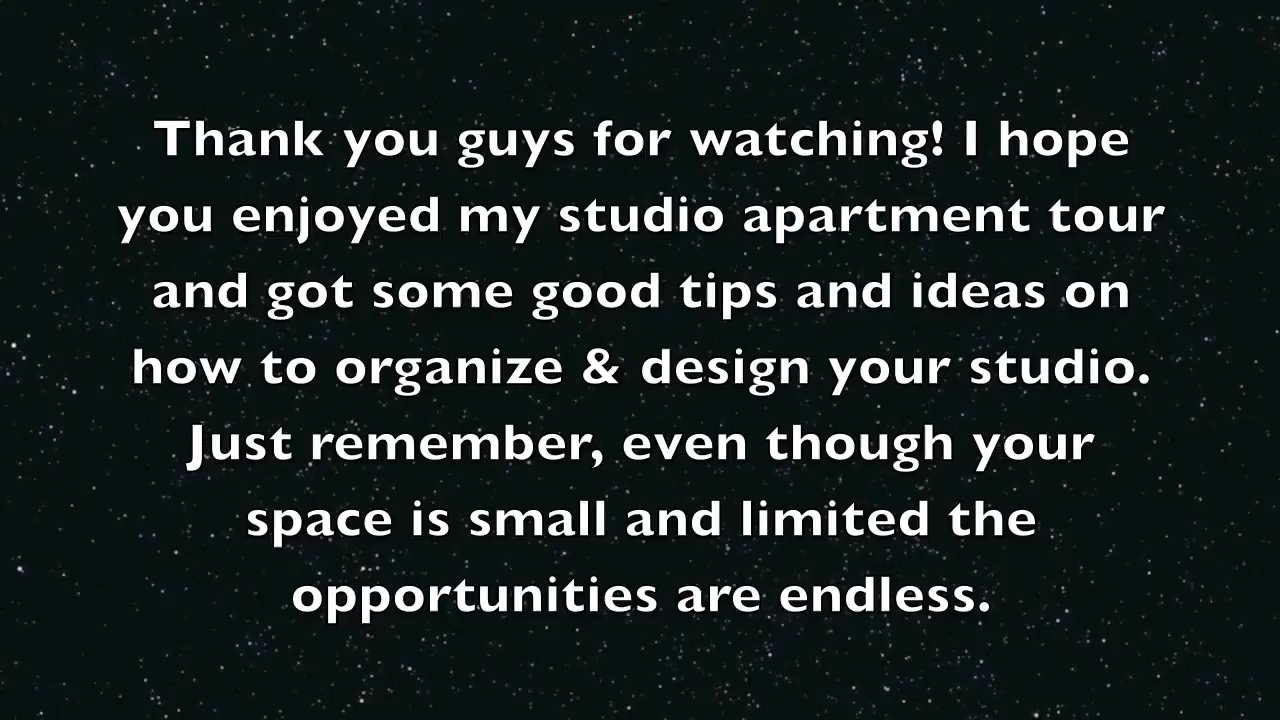 Thank you guys for watching! I hope
you enjoyed my studio apartment tour
and got some good tips and ideas on
how to organize & design your studio.
Just remember, even though your
space is small and limited the
opportunities are endless.